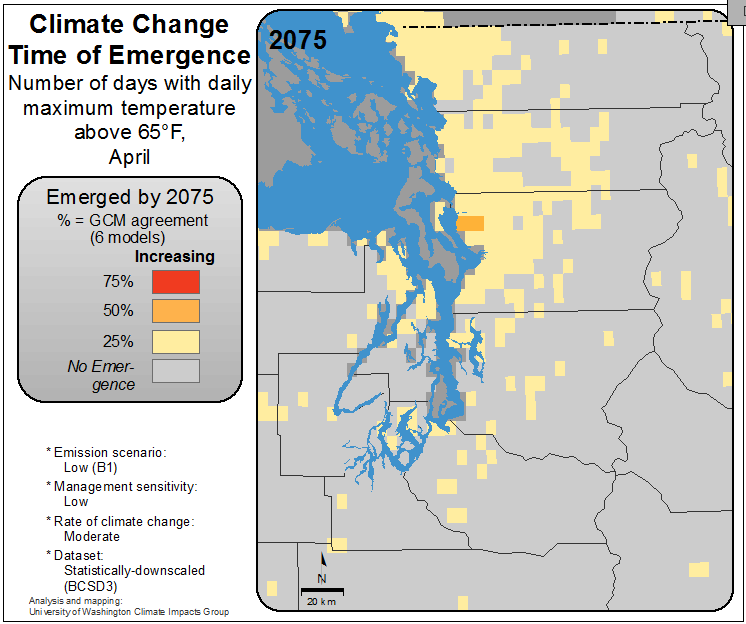 Climate Change
Time of Emergence
Number of days with daily
maximum temperature
above 65°F,
April
2075
Emerged by 2075
% = GCM agreement
(6 models)
Increasing
75%
50%
25%
No Emer-
gence
* Emission scenario:
Low (B1)
* Management sensitivity:
Low
* Rate of climate change:
Moderate
* Dataset:
Statistically-downscaled
(BCSD3)
Analysis and mapping:
University of Washington Climate Impacts Group
N
20 km